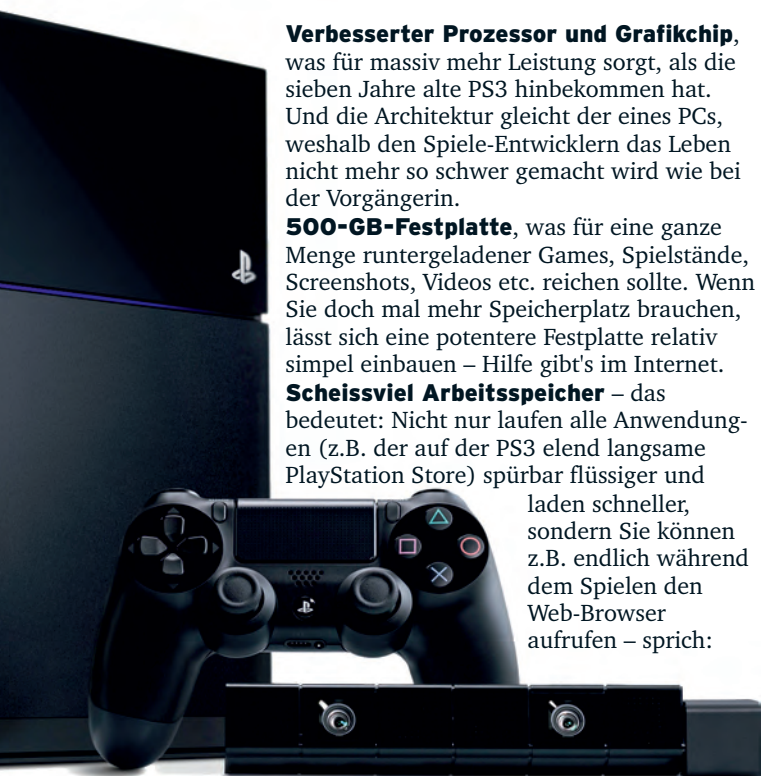 Verbesserter Prozessor und Grafikchip,
was für massiv mehr Leistung sorgt, als die
sieben Jahre alte PS3 hinbekommen hat.
Und die Architektur gleicht der eines PCs,
weshalb den Spiele-Entwicklern das Leben
nicht mehr so schwer gemacht wird wie bei
der Vorgängerin.
500-GB-Festplatte, was für eine ganze
Menge runtergeladener Games, Spielstände,
Screenshots, Videos etc. reichen sollte. Wenn
Sie doch mal mehr Speicherplatz brauchen,
lässt sich eine potentere Festplatte relativ
simpel einbauen – Hilfe gibt's im Internet.
Scheissviel Arbeitsspeicher – das
bedeutet: Nicht nur laufen alle Anwendung-
en (z.B. der auf der PS3 elend langsame
PlayStation Store) spürbar flüssiger und
laden schneller,
sondern Sie können
z.B. endlich während
dem Spielen den
Web-Browser
aufrufen – sprich: